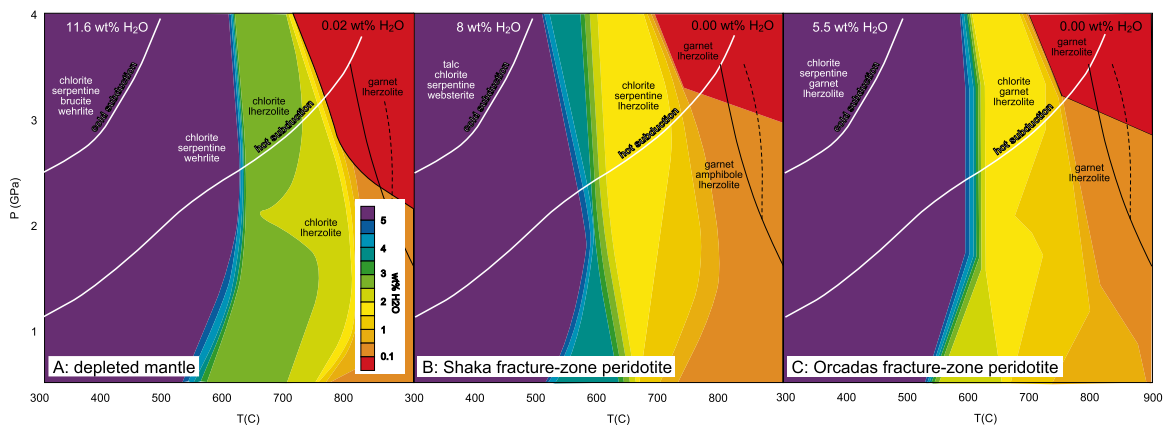 4
3
2
1
P (GPa)
11.6 wt% H2O
0.02 wt% H2O
chlorite
serpentine
brucite
wehrlite
cold subduction
chlorite
serpentine
wehrlite
chlorite
lherzolite
hot subduction
garnet
lherzolite
chlorite
lherzolite
5
4
3
2
1
0.1
wt% H2O
A: depleted mantle
8 wt% H2O
0.00 wt% H2O
talc
chlorite
serpentine
websterite
cold subduction
chlorite
serpentine
lherzolite
hot subduction
garnet
lherzolite
garnet
amphibole
lherzolite
B: Shaka fracture-zone peridotite
5.5 wt% H2O
0.00 wt% H2O
chlorite
serpentine
garnet
lherzolite
cold subduction
chlorite
garnet
lherzolite
hot subduction
garnet
lherzolite
garnet
lherzolite
C: Orcadas fracture-zone peridotite
300 400 500 600 700 800 300 400 500 600 700 800 300 400 500 600 700 800 900
T(C) T(C) T(C)